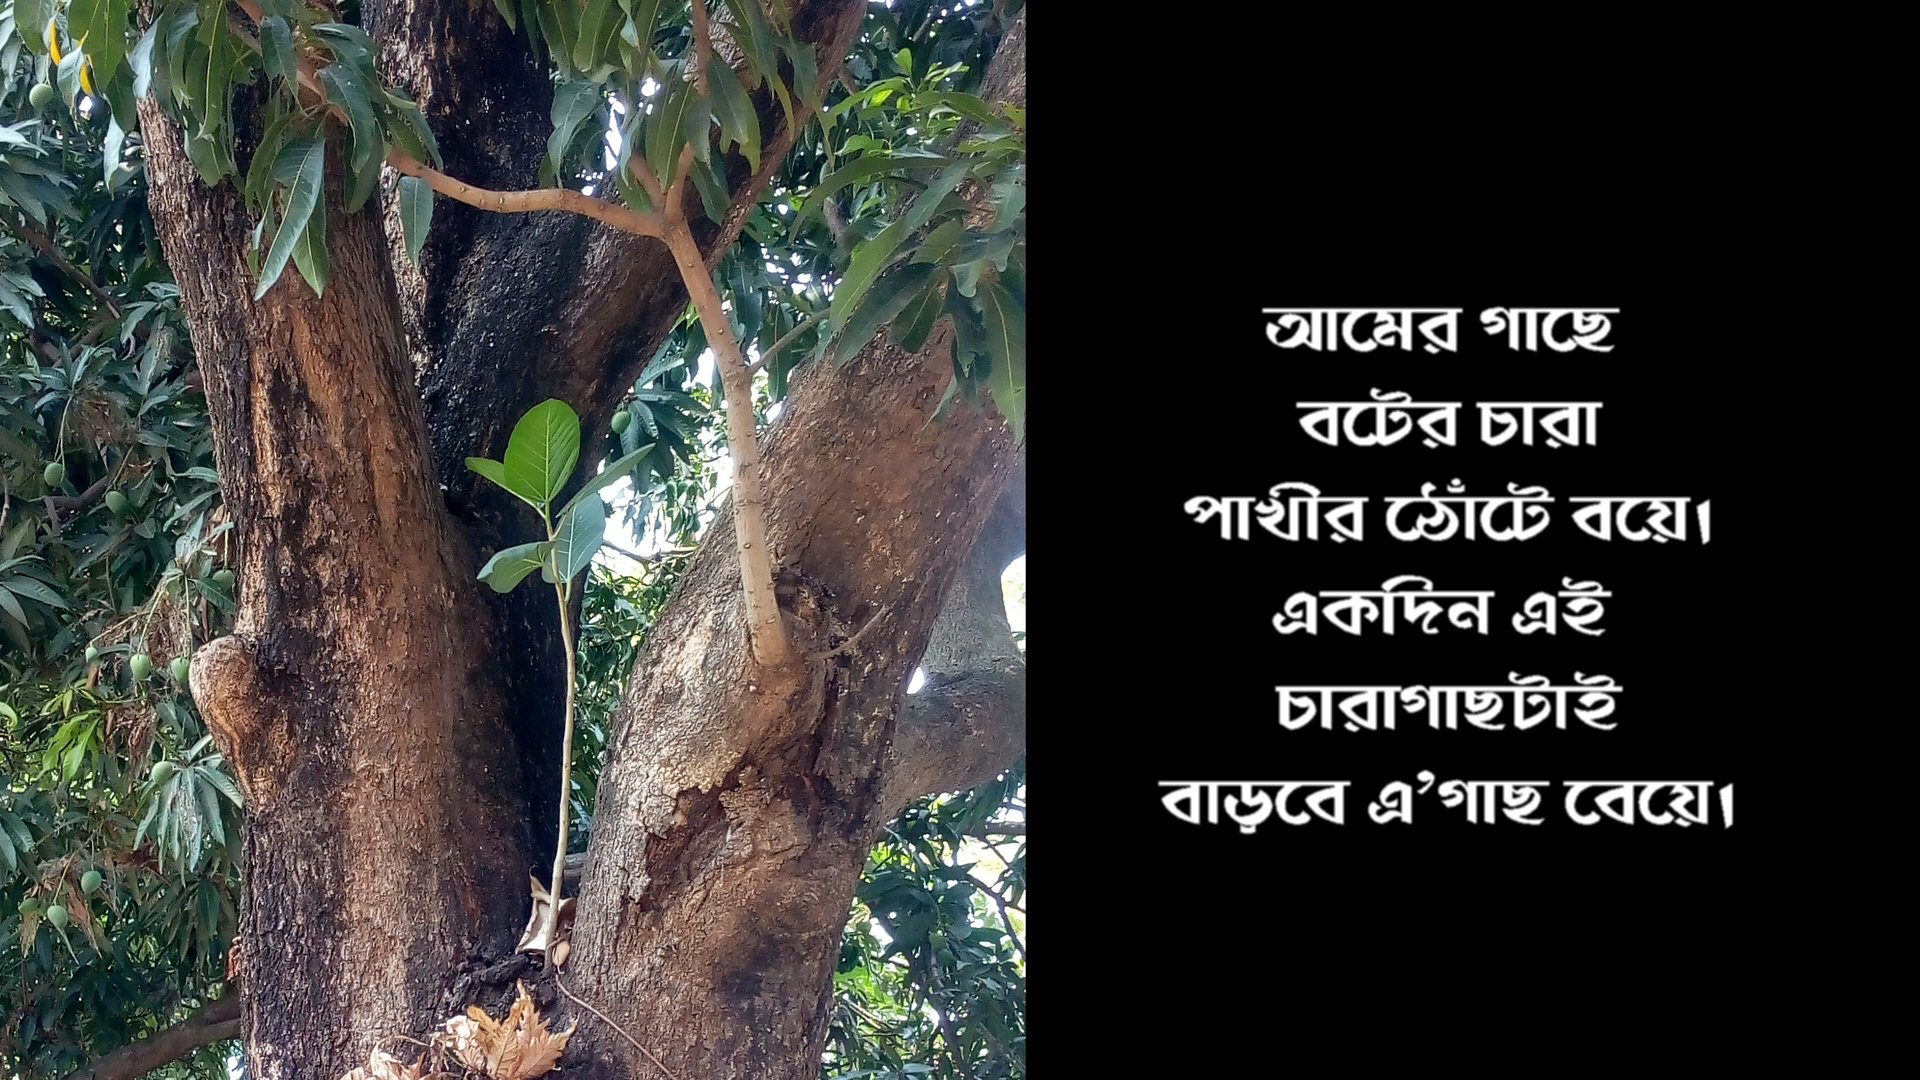 আমের গাছে
বটের চারা
পাখীর ঠোঁটে বয়ে।
একদিন এই
চারাগাছটাই
বাড়বে এ’গাছ বেয়ে।